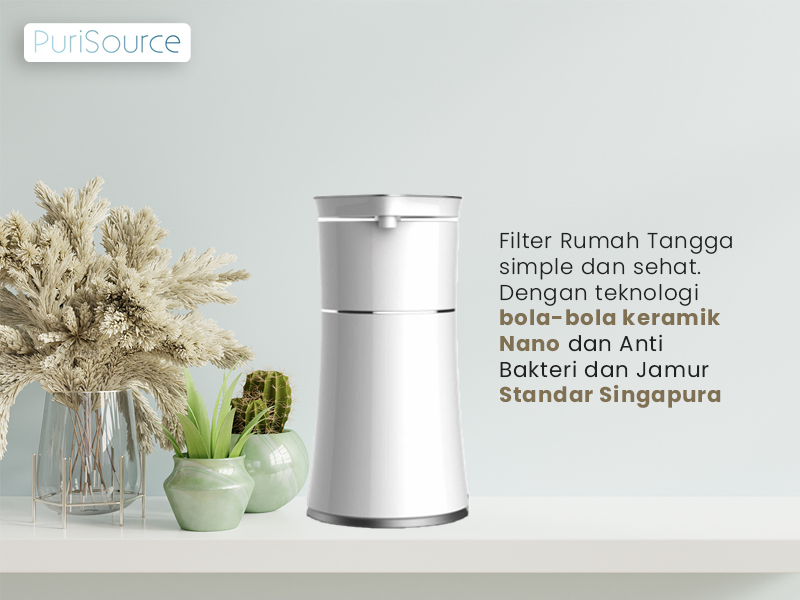 PuriSource
Filter Rumah Tangga
simple dan sehat.
Dengan teknologi
bola-bola keramik
Nano dan Anti
Bakteri dan Jamur
Standar Singapura